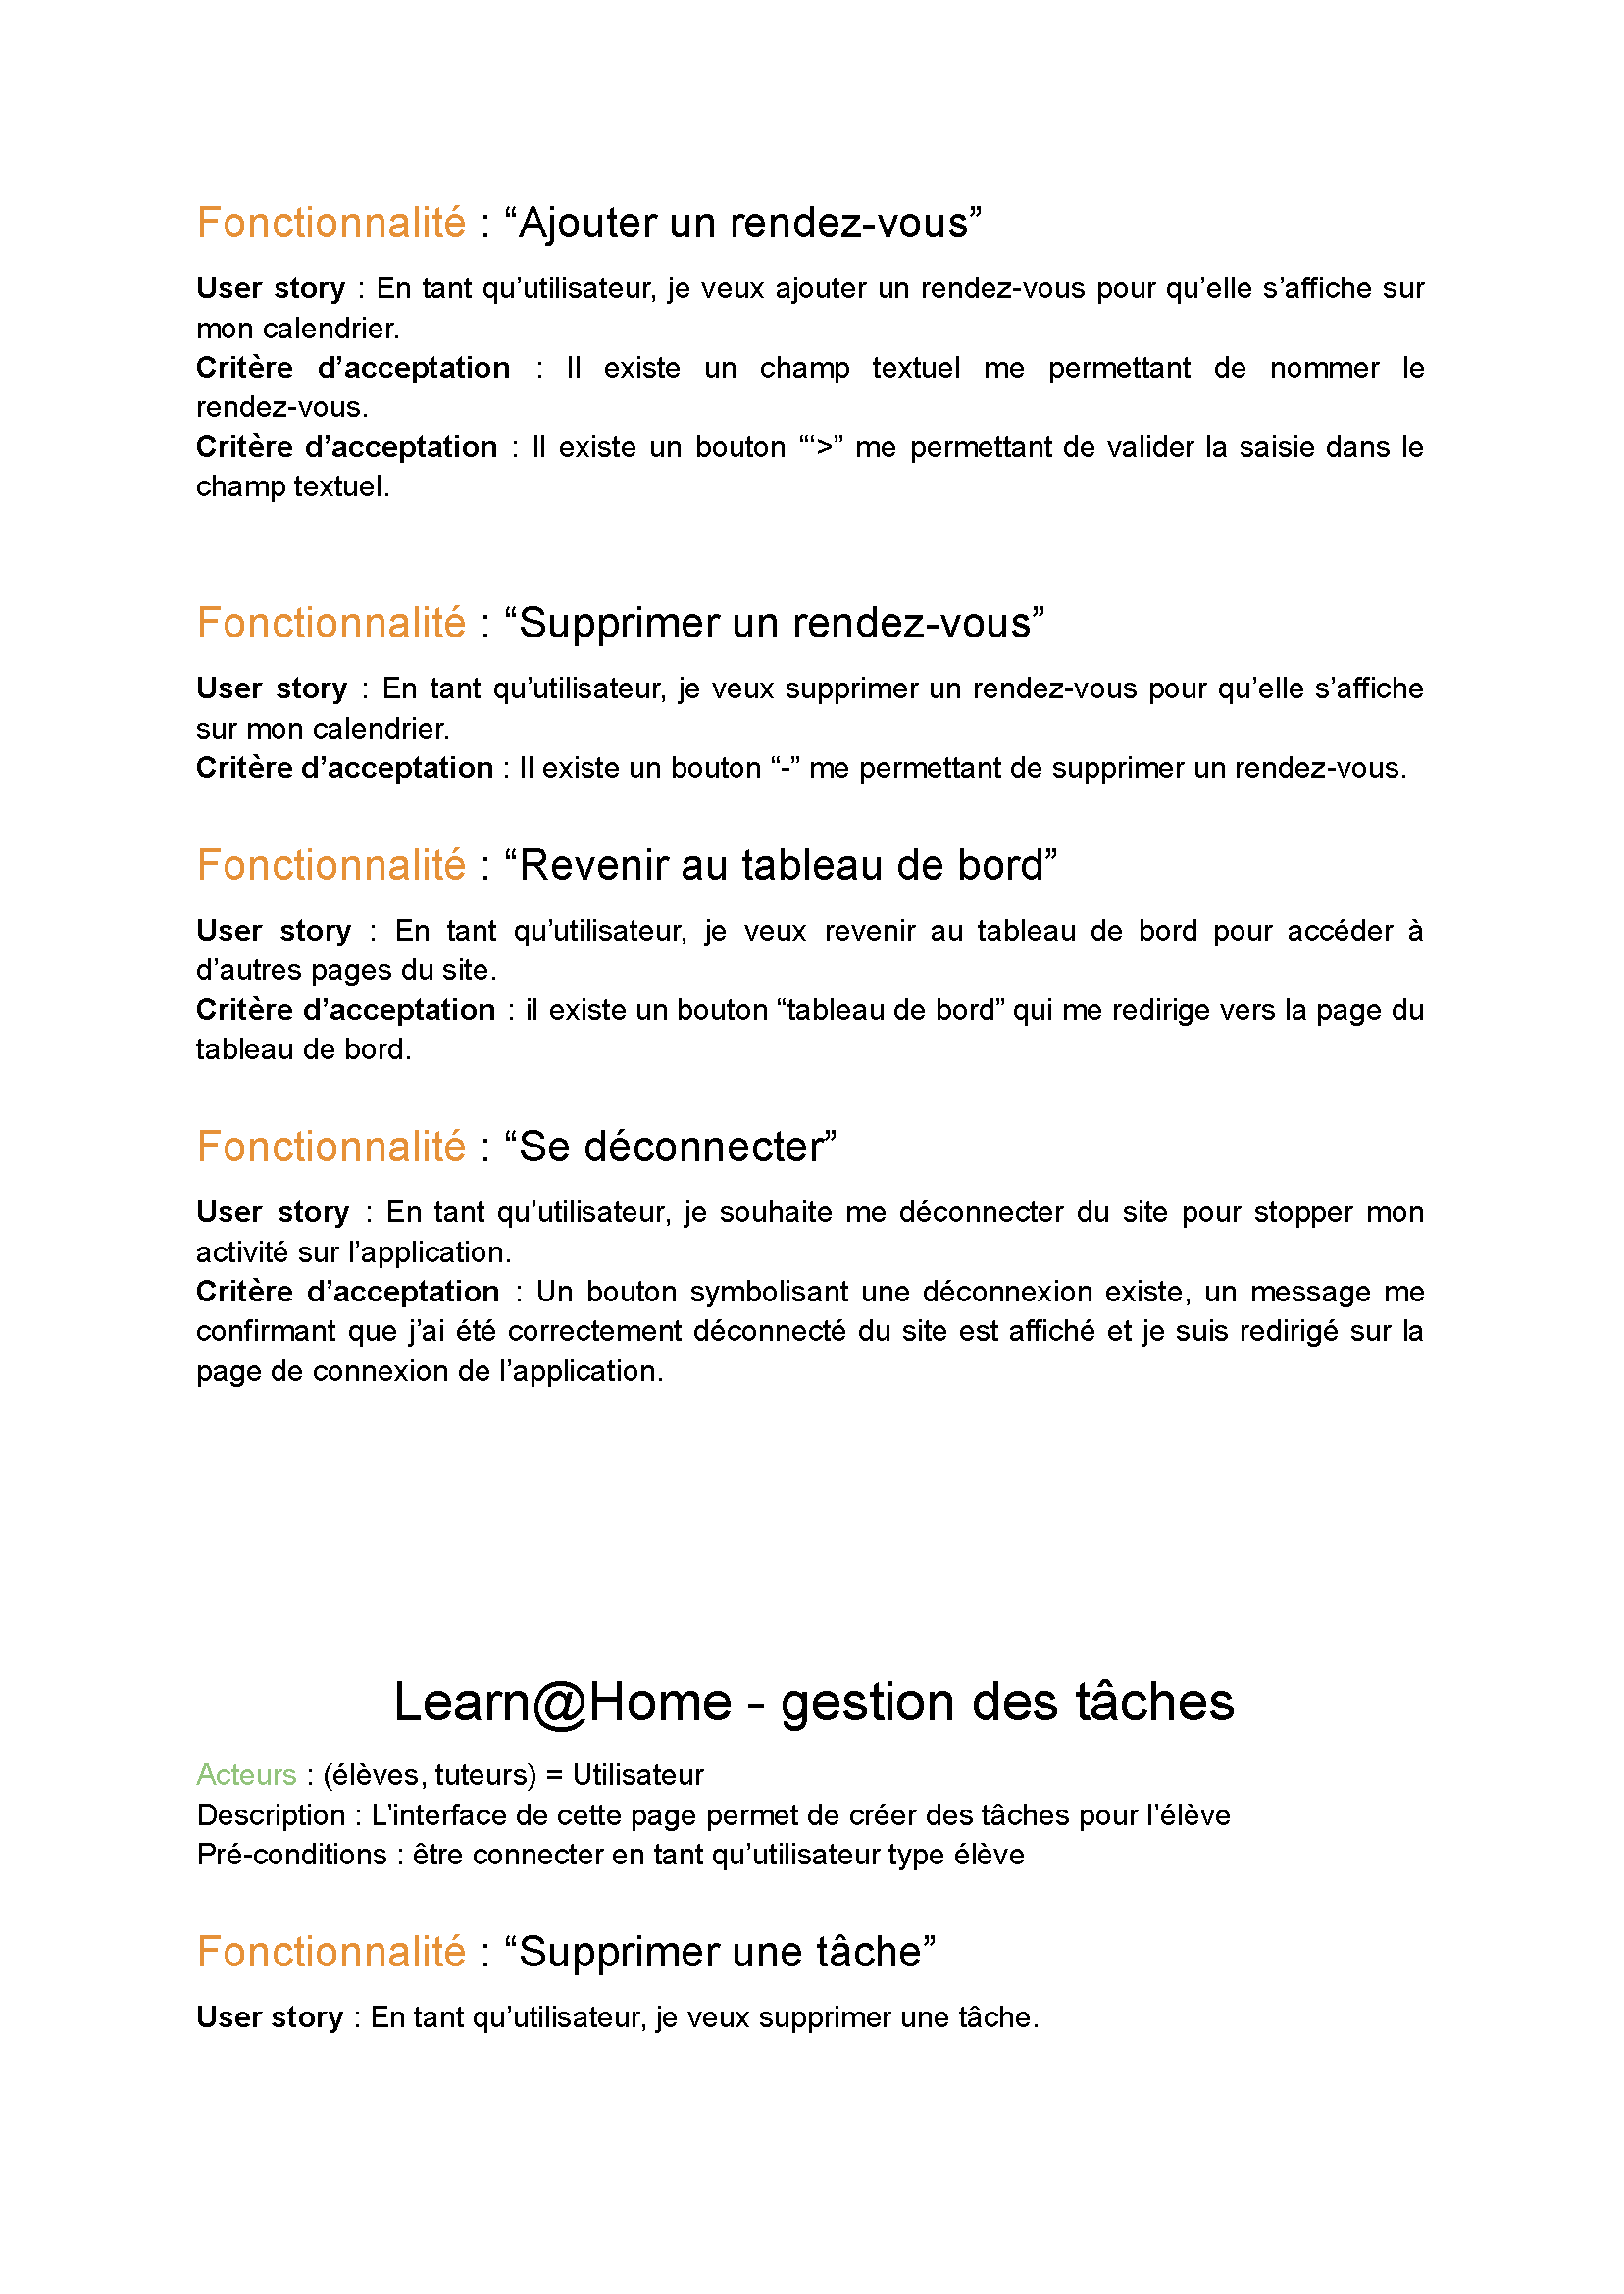 Fonctionnalité : “Ajouter un rendez-vous”
User story : En tant qu’utilisateur, je veux ajouter un rendez-vous pour qu’elle s’affiche sur
mon calendrier.
Critère d’acceptation : Il existe un champ textuel me permettant de nommer le
rendez-vous.
Critère d’acceptation : Il existe un bouton “‘>” me permettant de valider la saisie dans le
champ textuel.
Fonctionnalité : “Supprimer un rendez-vous”
User story : En tant qu’utilisateur, je veux supprimer un rendez-vous pour qu’elle s’affiche
sur mon calendrier.
Critère d’acceptation : Il existe un bouton “-” me permettant de supprimer un rendez-vous.
Fonctionnalité : “Revenir au tableau de bord”
User story : En tant qu’utilisateur, je veux revenir au tableau de bord pour accéder à
d’autres pages du site.
Critère d’acceptation : il existe un bouton “tableau de bord” qui me redirige vers la page du
tableau de bord.
Fonctionnalité : “Se déconnecter”
User story : En tant qu’utilisateur, je souhaite me déconnecter du site pour stopper mon
activité sur l’application.
Critère d’acceptation : Un bouton symbolisant une déconnexion existe, un message me
confirmant que j’ai été correctement déconnecté du site est affiché et je suis redirigé sur la
page de connexion de l’application.
Learn@Home - gestion des tâches
Acteurs : (élèves, tuteurs) = Utilisateur
Description : L’interface de cette page permet de créer des tâches pour l’élève
Pré-conditions : être connecter en tant qu’utilisateur type élève
Fonctionnalité : “Supprimer une tâche”
User story : En tant qu’utilisateur, je veux supprimer une tâche.